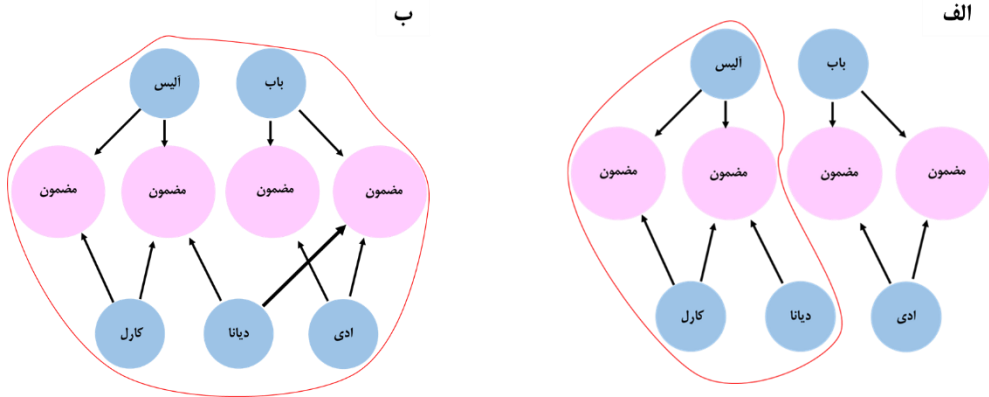 الف
باب
آلیس
مضمون
مضمون
مضمون
مضمون
ادی
دیانا
کارل
ب
باب
آلیس
مضمون
مضمون
مضمون
مضمون
ادی
دیانا
کارل